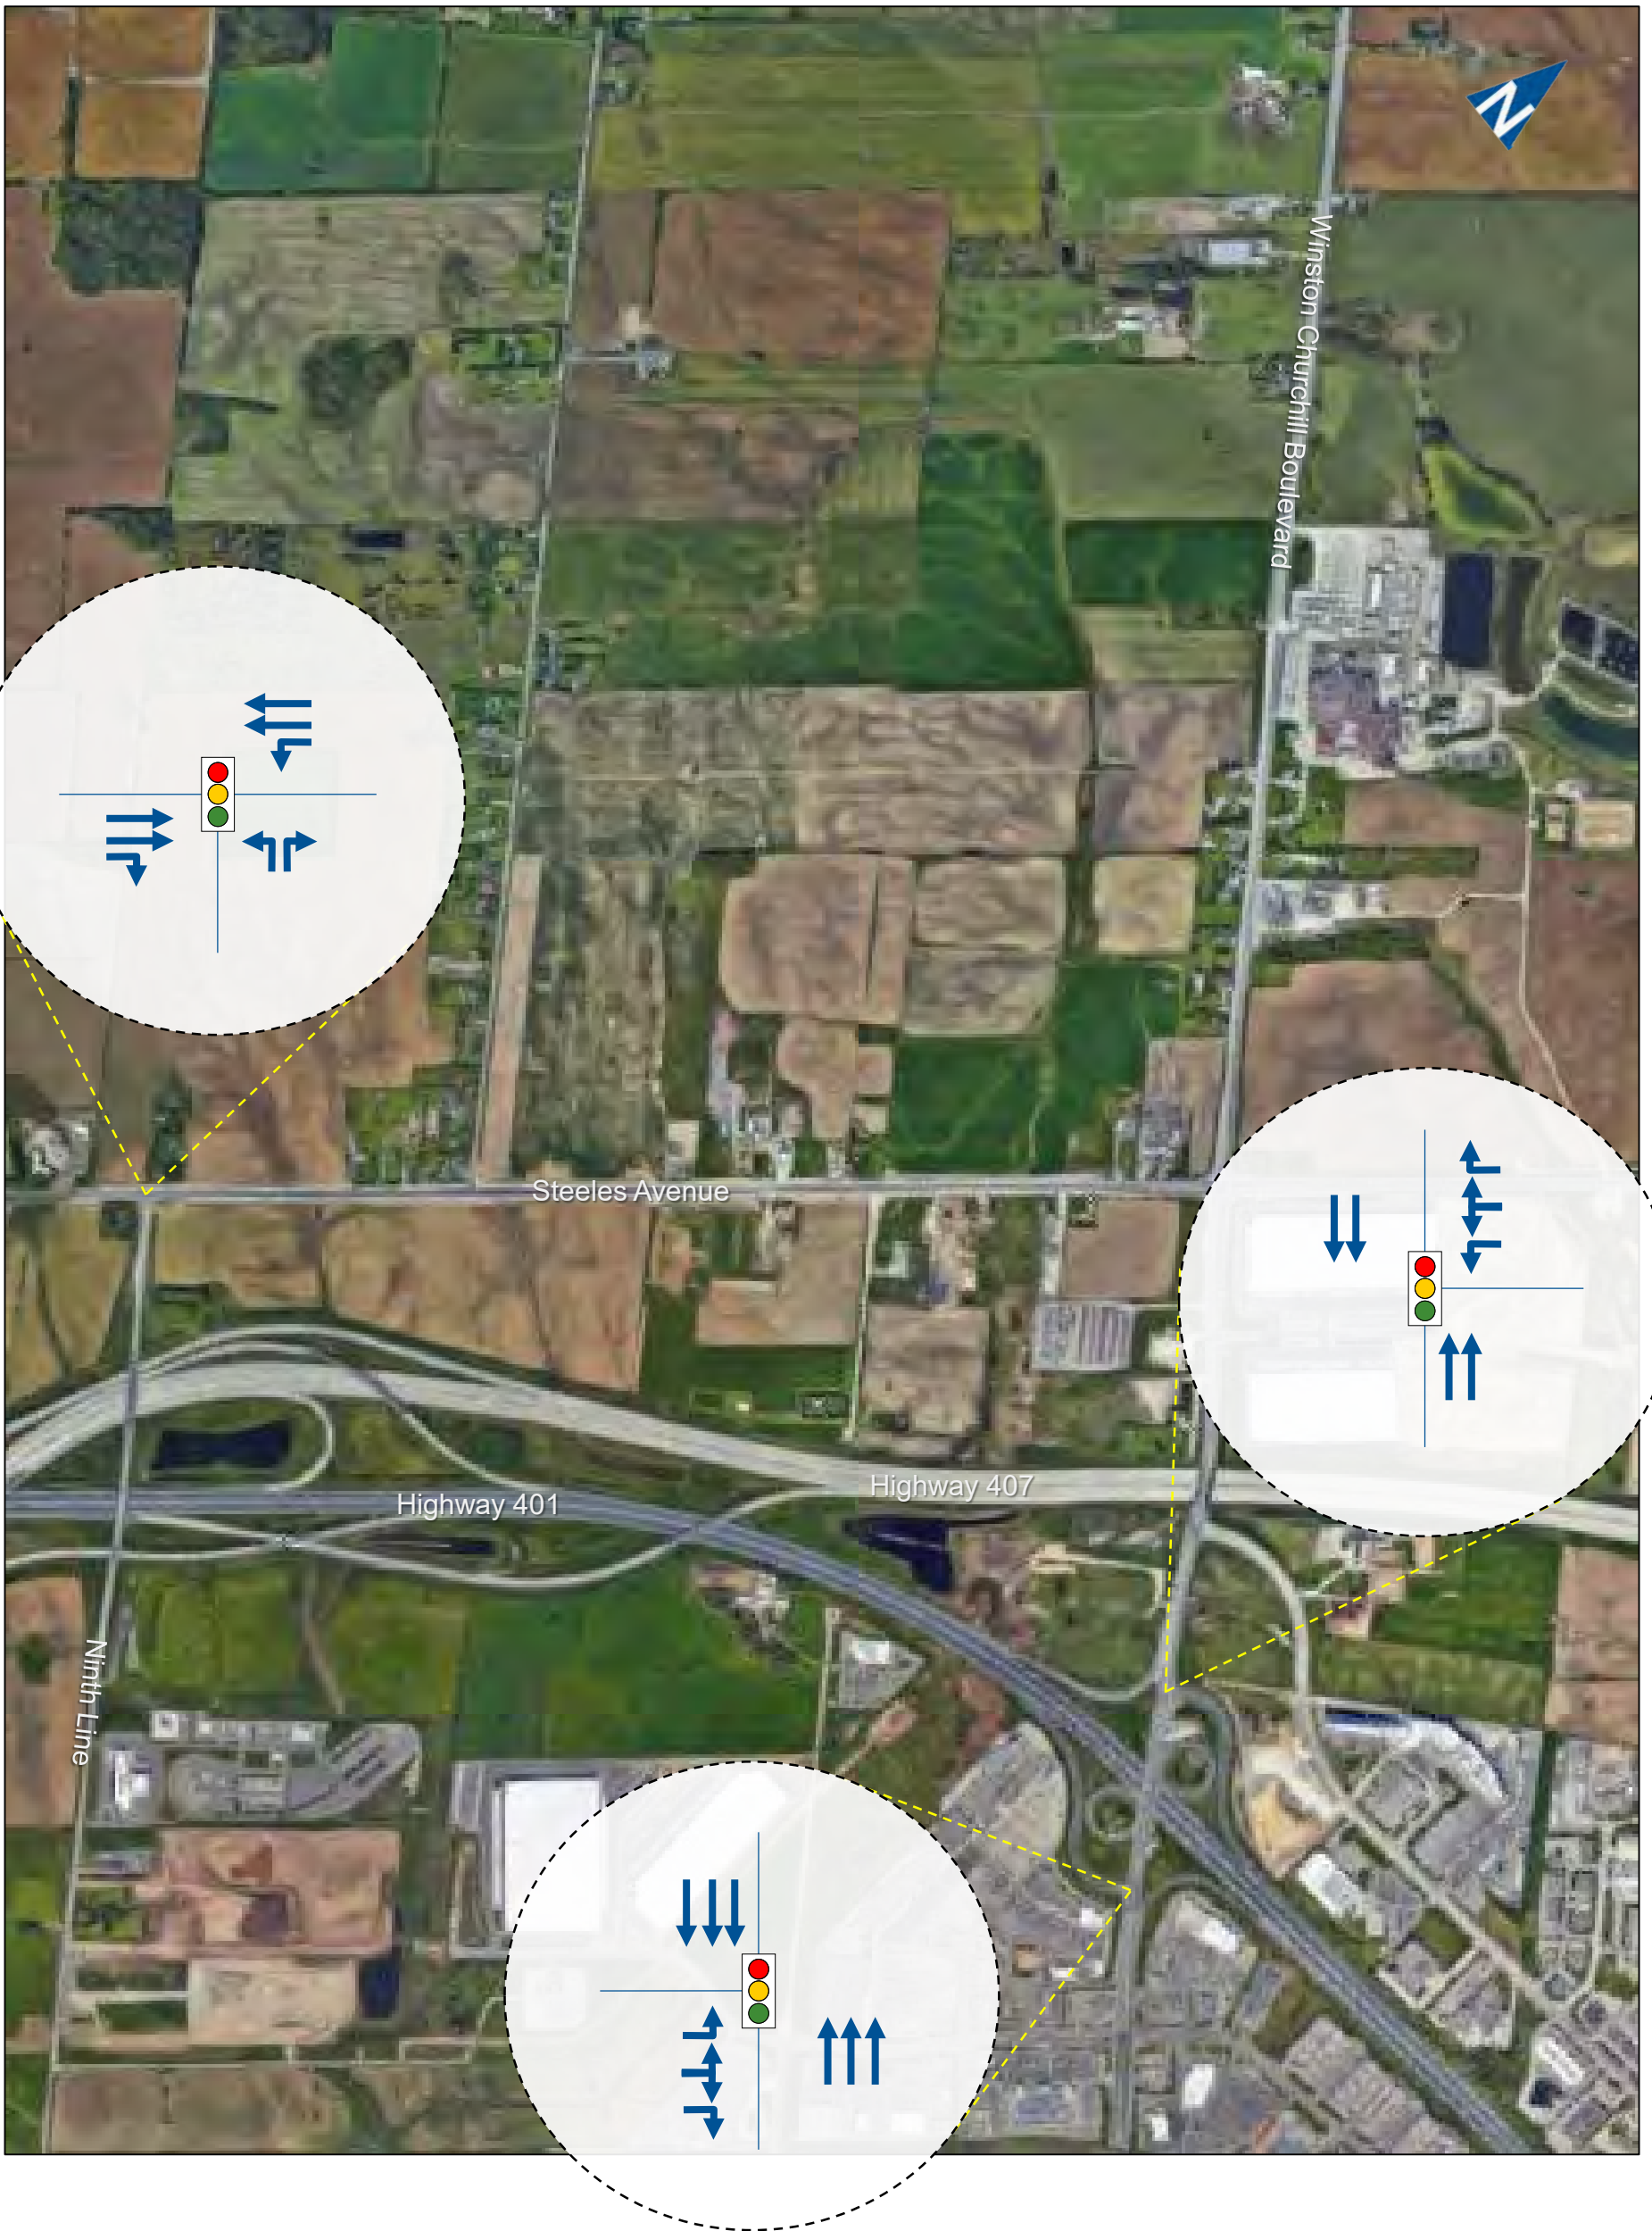 N
Winston Churchill Boulevard
Steeles Avenue
Highway 407
Highway 401
Ninth Line